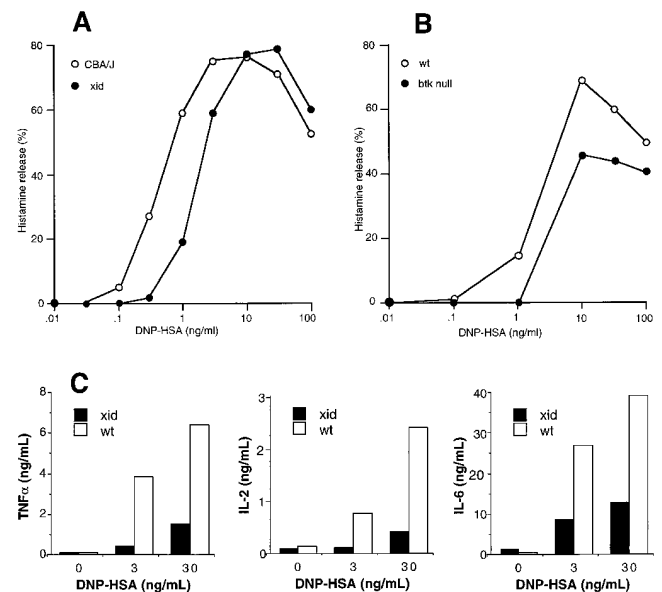 A
CBA/J
xid
Histamine release (%)
80
60
40
20
0
.01
.1
1
10
100
DNP-HSA (ng/ml)
B
wt
btk null
Histamine release (%)
80
60
40
20
0
.01
.1
1
10
100
DNP-HSA (ng/ml)
C
xid
wt
TNFα (ng/mL)
8
6
4
2
0
0 3 30
DNP-HSA (ng/mL)
xid
wt
IL-2 (ng/mL)
3
2
1
0
0 3 30
DNP-HSA (ng/mL)
xid
wt
IL-6 (ng/mL)
40
30
20
10
0
0 3 30
DNP-HSA (ng/mL)